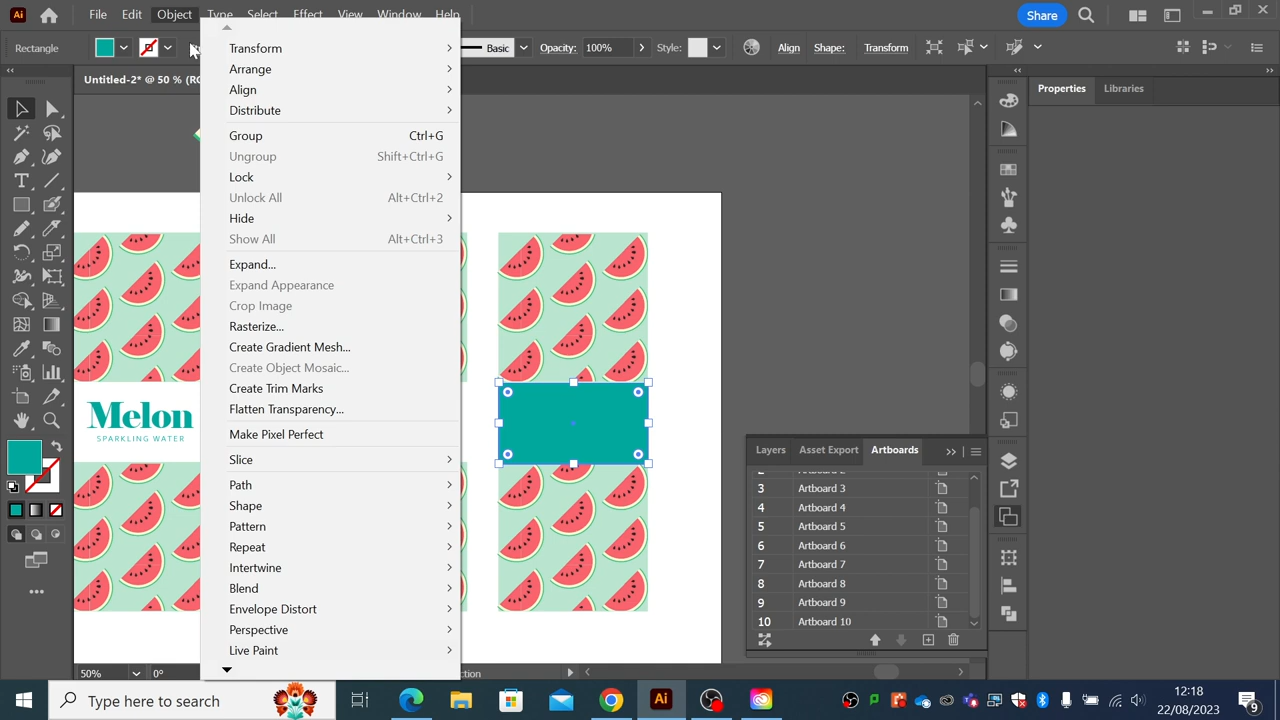 File Edit Object Type Select Effect View Window Help
Share
Rectangle
Basic
Opacity: 100%
Align Shape: Transform
Untitled-2* @ 50 %
Transform
Arrange
Align
Distribute
Group Ctrl+G
Ungroup Shift+Ctrl+G
Lock
Unlock All Alt+Ctrl+2
Hide
Show All Alt+Ctrl+3
Expand...
Expand Appearance
Crop Image
Rasterize...
Create Gradient Mesh...
Create Object Mosaic...
Create Trim Marks
Flatten Transparency...
Make Pixel Perfect
Slice
Path
Shape
Pattern
Repeat
Intertwine
Blend
Envelope Distort
Perspective
Live Paint
Melon
SPARKLING WATER
Properties Libraries
Layers Asset Export Artboards
3 Artboard 3
4 Artboard 4
5 Artboard 5
6 Artboard 6
7 Artboard 7
8 Artboard 8
9 Artboard 9
10 Artboard 10
50% 0°
Type here to search
Ai
12:18
22/08/2023